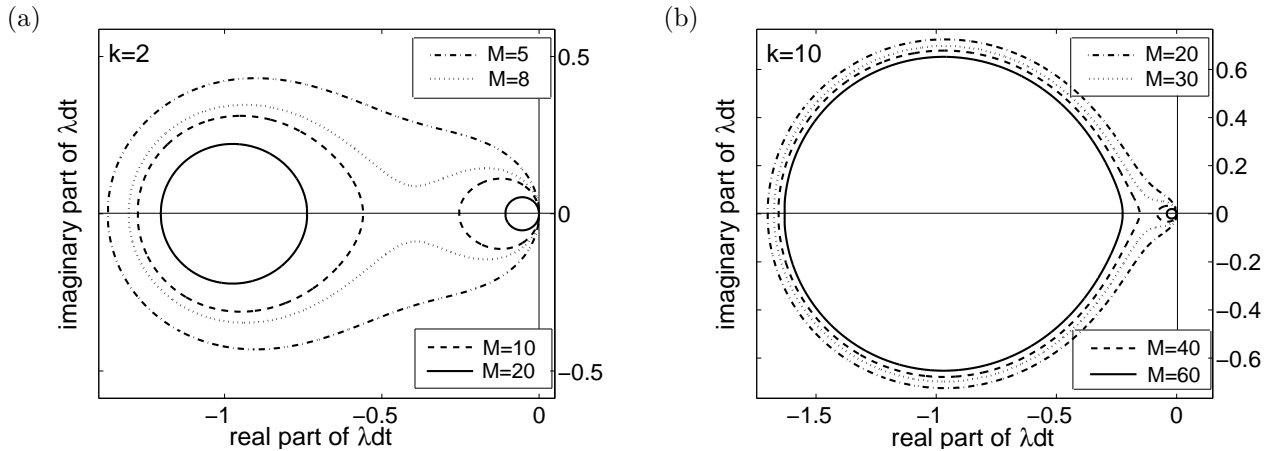 (a)
k=2
M=5
M=8
M=10
M=20
0.5
0
−0.5
−1
−0.5
0
real part of λdt
imaginary part of λdt
(b)
k=10
M=20
M=30
M=40
M=60
0.6
0.4
0.2
0
−0.2
−0.4
−0.6
−1.5
−1
−0.5
0
real part of λdt
imaginary part of λdt